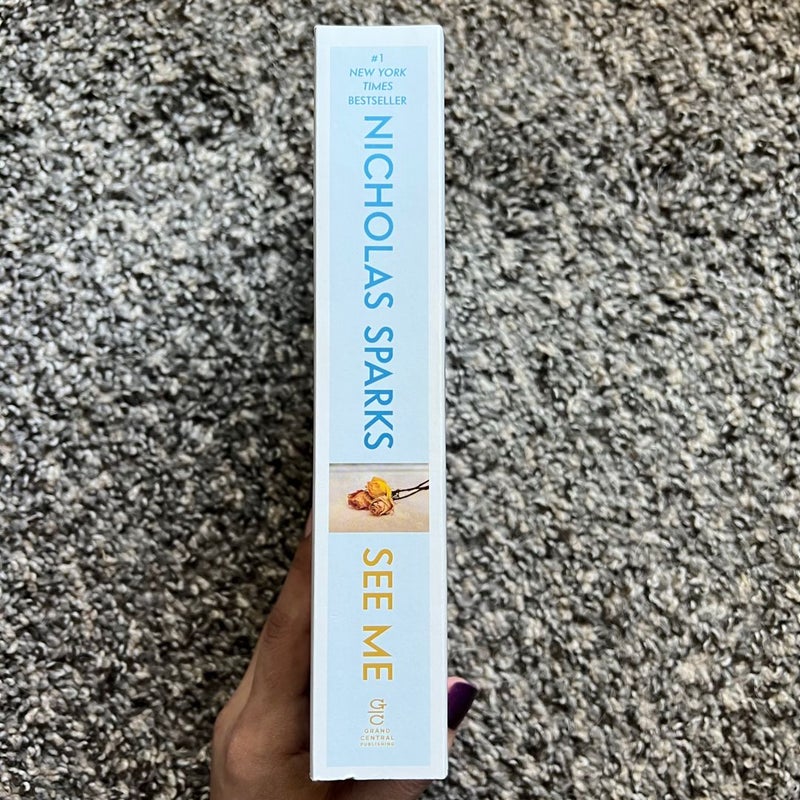 #1
NEW YORK
TIMES
BESTSELLER
NICHOLAS SPARKS
SEE ME
GRAND
CENTRAL
PUBLISHING